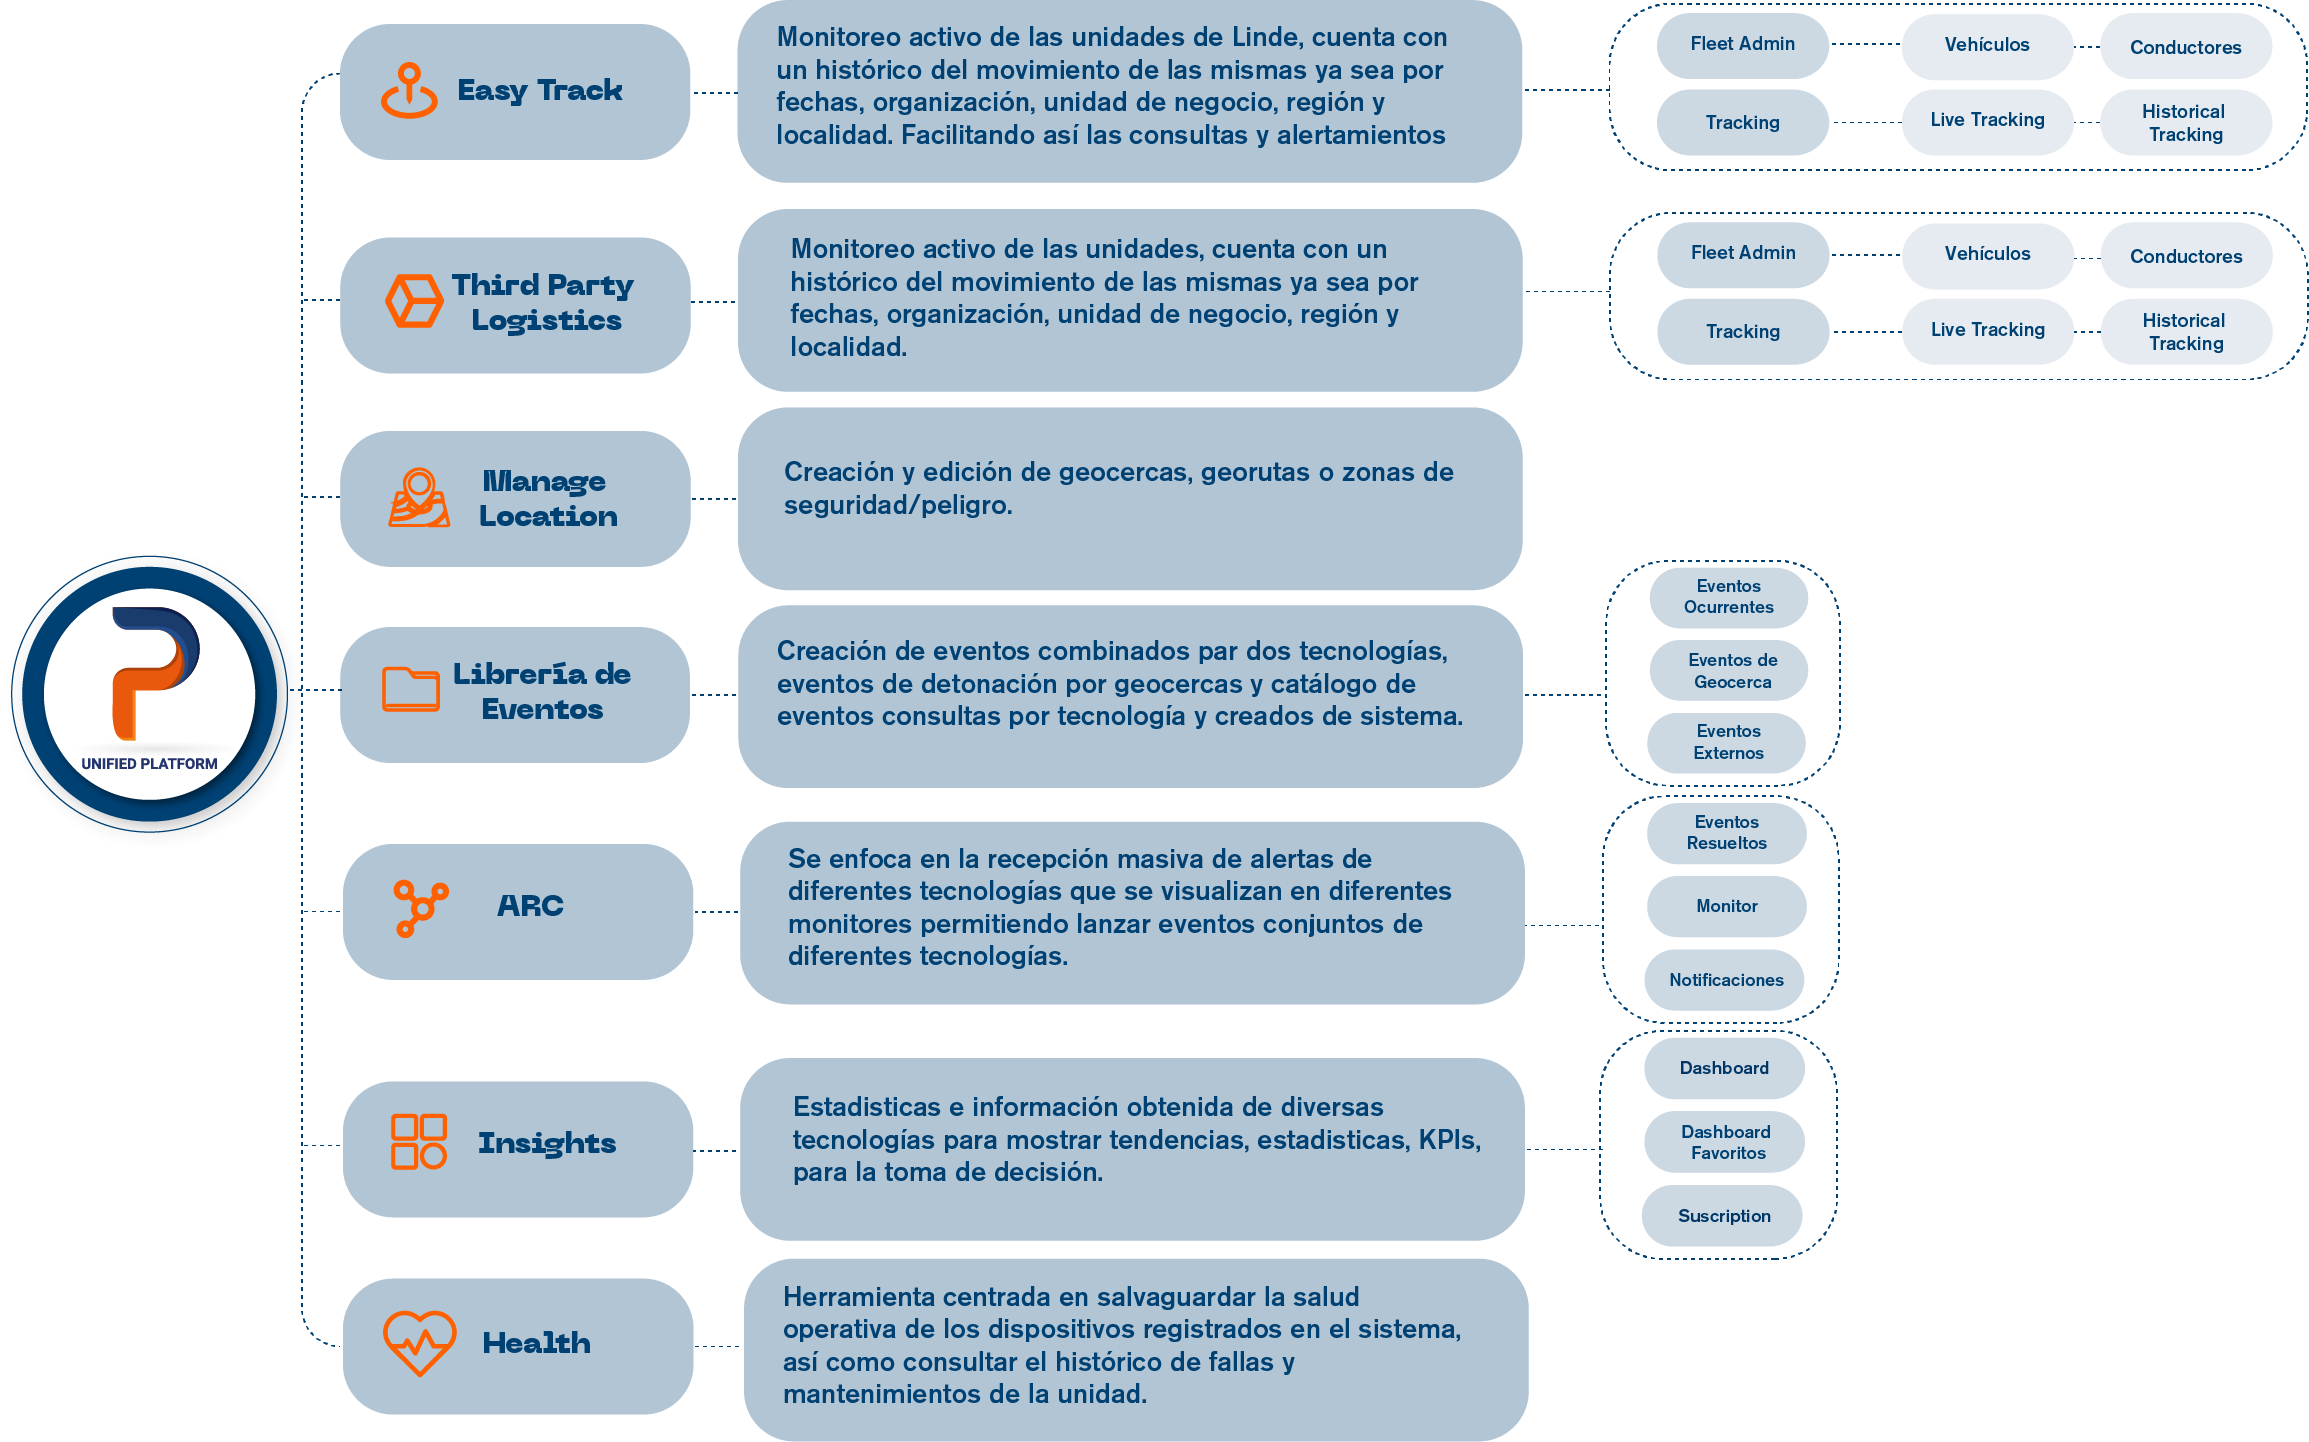 Easy Track
Monitoreo activo de las unidades de Linde, cuenta con
un histórico del movimiento de las mismas ya sea por
fechas, organización, unidad de negocio, región y
localidad. Facilitando así las consultas y alertamientos
Fleet Admin
Vehículos
Conductores
Tracking
Live Tracking
Historical
Tracking
Third Party
Logistics
Monitoreo activo de las unidades, cuenta con un
histórico del movimiento de las mismas ya sea por
fechas, organización, unidad de negocio, región y
localidad.
Fleet Admin
Vehículos
Conductores
Tracking
Live Tracking
Historical
Tracking
Manage
Location
Creación y edición de geocercas, georutas o zonas de
seguridad/peligro.
UNIFIED PLATFORM
Librería de
Eventos
Creación de eventos combinados par dos tecnologías,
eventos de detonación por geocercas y catálogo de
eventos consultas por tecnología y creados de sistema.
Eventos
Ocurrentes
Eventos de
Geocerca
Eventos
Externos
ARC
Se enfoca en la recepción masiva de alertas de
diferentes tecnologías que se visualizan en diferentes
monitores permitiendo lanzar eventos conjuntos de
diferentes tecnologías.
Eventos
Resueltos
Monitor
Notificaciones
Insights
Estadisticas e información obtenida de diversas
tecnologías para mostrar tendencias, estadisticas, KPIs,
para la toma de decisión.
Dashboard
Dashboard
Favoritos
Suscription
Health
Herramienta centrada en salvaguardar la salud
operativa de los dispositivos registrados en el sistema,
así como consultar el histórico de fallas y
mantenimientos de la unidad.